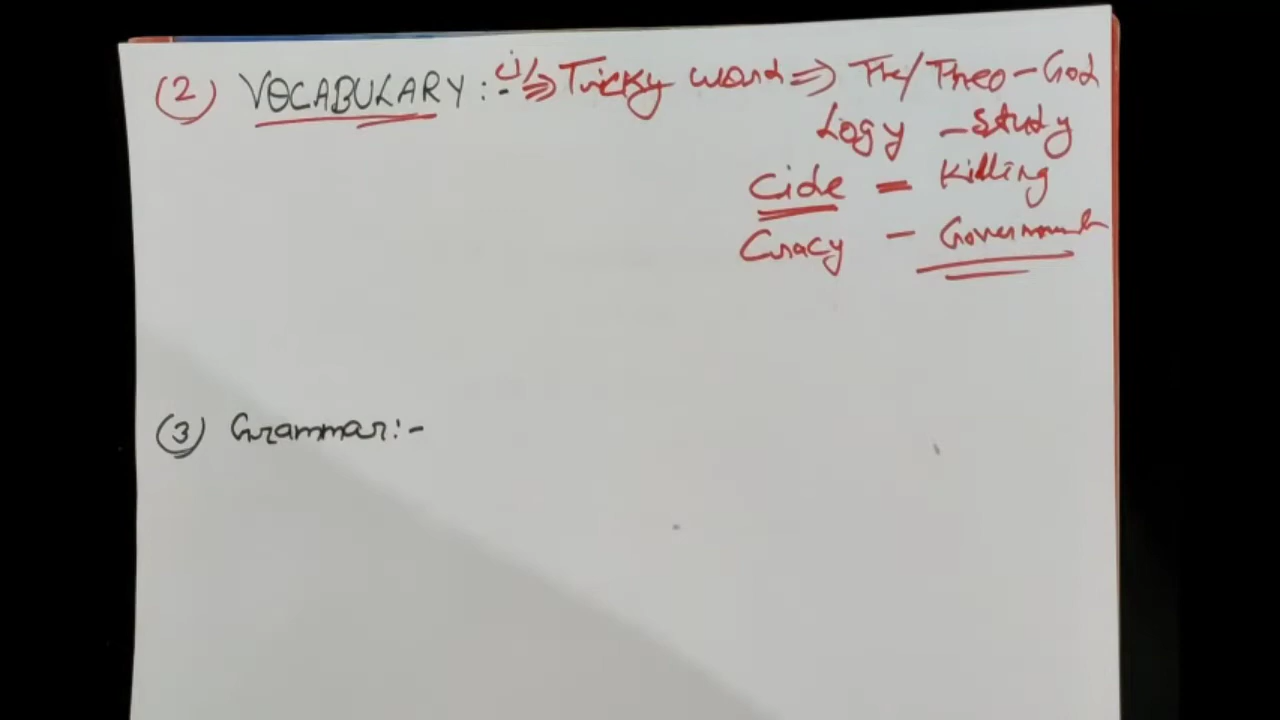 (2) VOCABULARY :- (i) ⇒ Tricky word ⇒ The/Theo-God
Logy - Study
Cide = Killing
Cracy - Government
(3) Grammar:-